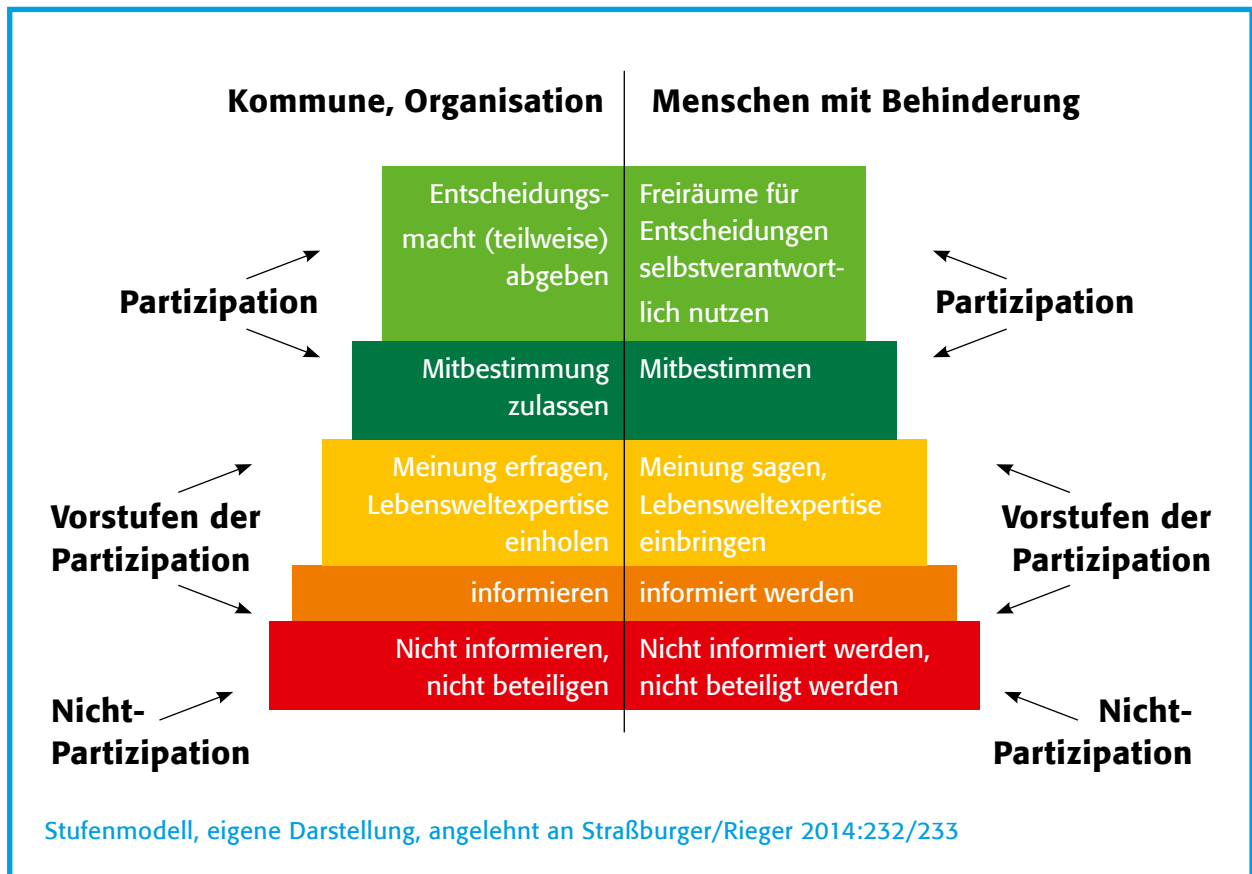 Kommune, Organisation
Menschen mit Behinderung
Entscheidungs-
macht (teilweise)
abgeben
Freiräume für
Entscheidungen
selbstverantwort-
lich nutzen
Partizipation
Partizipation
Mitbestimmung
zulassen
Mitbestimmen
Meinung erfragen,
Lebensweltexpertise
einholen
Meinung sagen,
Lebensweltexpertise
einbringen
Vorstufen der
Partizipation
Vorstufen der
Partizipation
informieren
informiert werden
Nicht informieren,
nicht beteiligen
Nicht informiert werden,
nicht beteiligt werden
Nicht-
Partizipation
Nicht-
Partizipation
Stufenmodell, eigene Darstellung, angelehnt an Straßburger/Rieger 2014:232/233